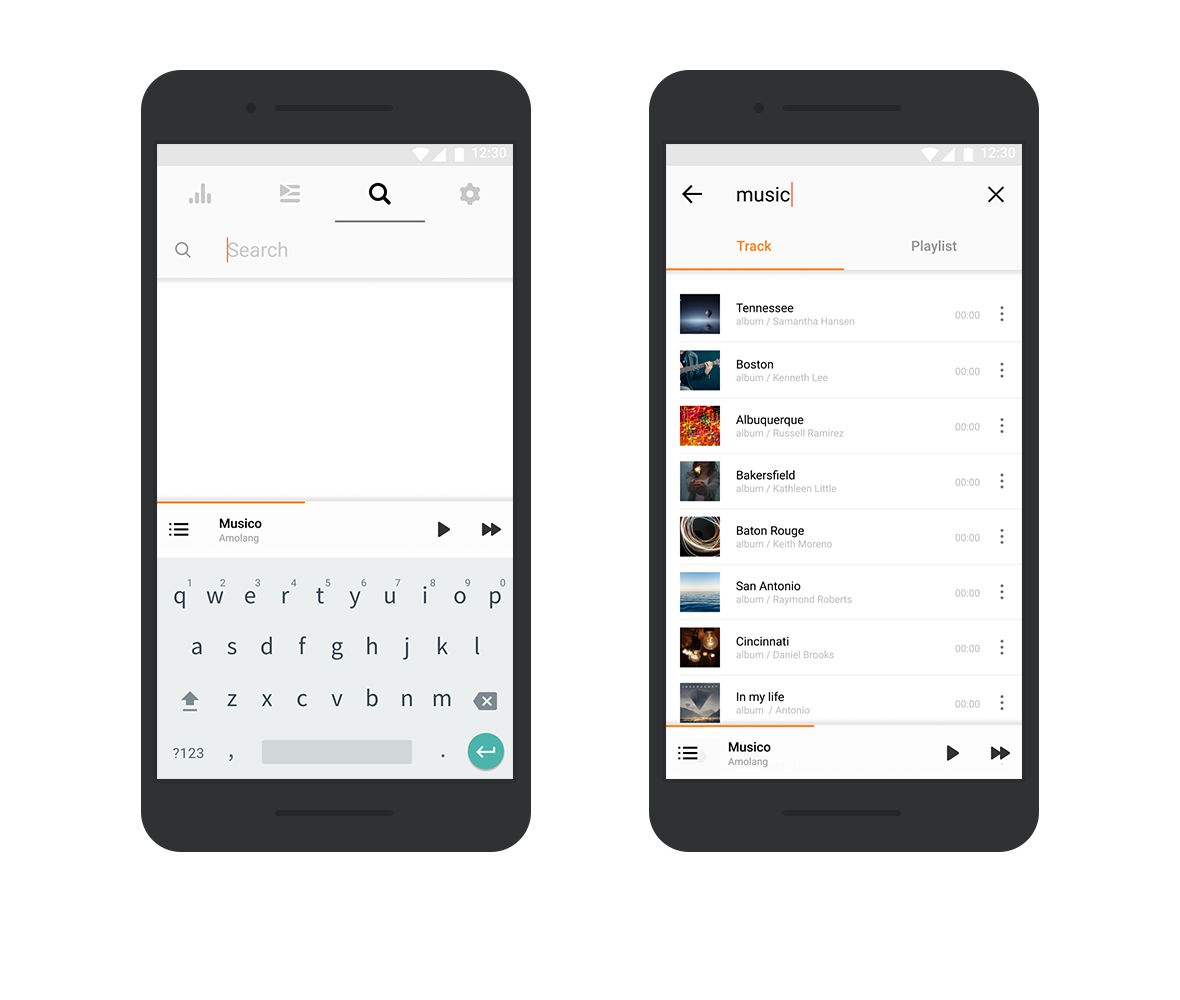 12:30
Search
Musico
Amolang
1 2 3 4 5 6 7 8 9 0
q w e r t y u i o p
a s d f g h j k l
z x c v b n m
?123 , .
12:30
music
Track Playlist
Tennessee
album / Samantha Hansen
00:00
Boston
album / Kenneth Lee
00:00
Albuquerque
album / Russell Ramirez
00:00
Bakersfield
album / Kathleen Little
00:00
Baton Rouge
album / Keith Moreno
00:00
San Antonio
album / Raymond Roberts
00:00
Cincinnati
album / Daniel Brooks
00:00
In my life
album / Antonio
00:00
Musico
Amolang